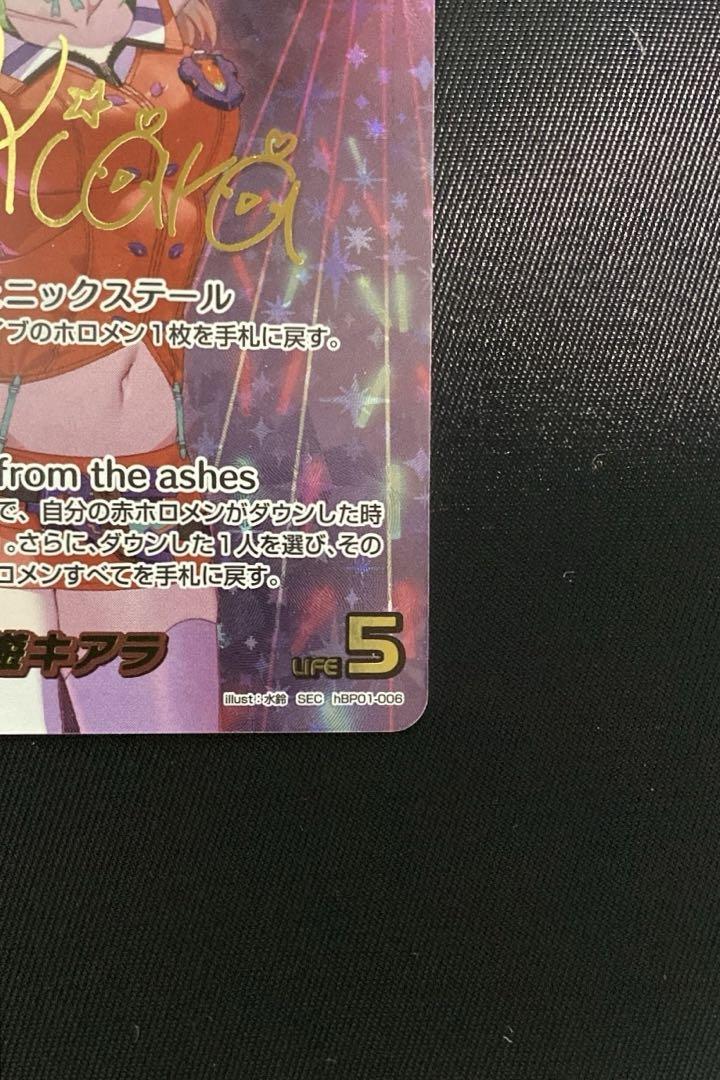 Kiara
ェニックステール
イブのホロメン1枚を手札に戻す。
from the ashes
で、自分の赤ホロメンがダウンした時
。さらに、ダウンした1人を選び、その
ロメンすべてを手札に戻す。
遊キアラ
LIFE 5
illust:水鈴 SEC hBP01-006